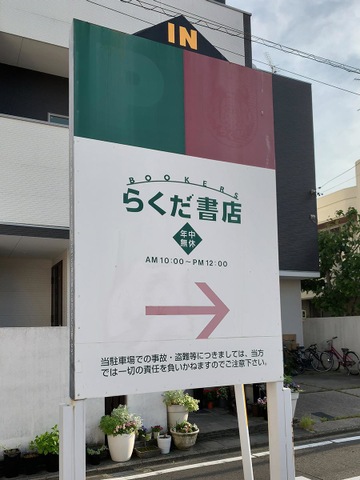 IN
BOOKERS
らくだ書店
年中
無休
AM 10:00〜PM 12:00
当駐車場での事故・盗難等につきましては、当方
では一切の責任を負いかねますのでご注意下さい。